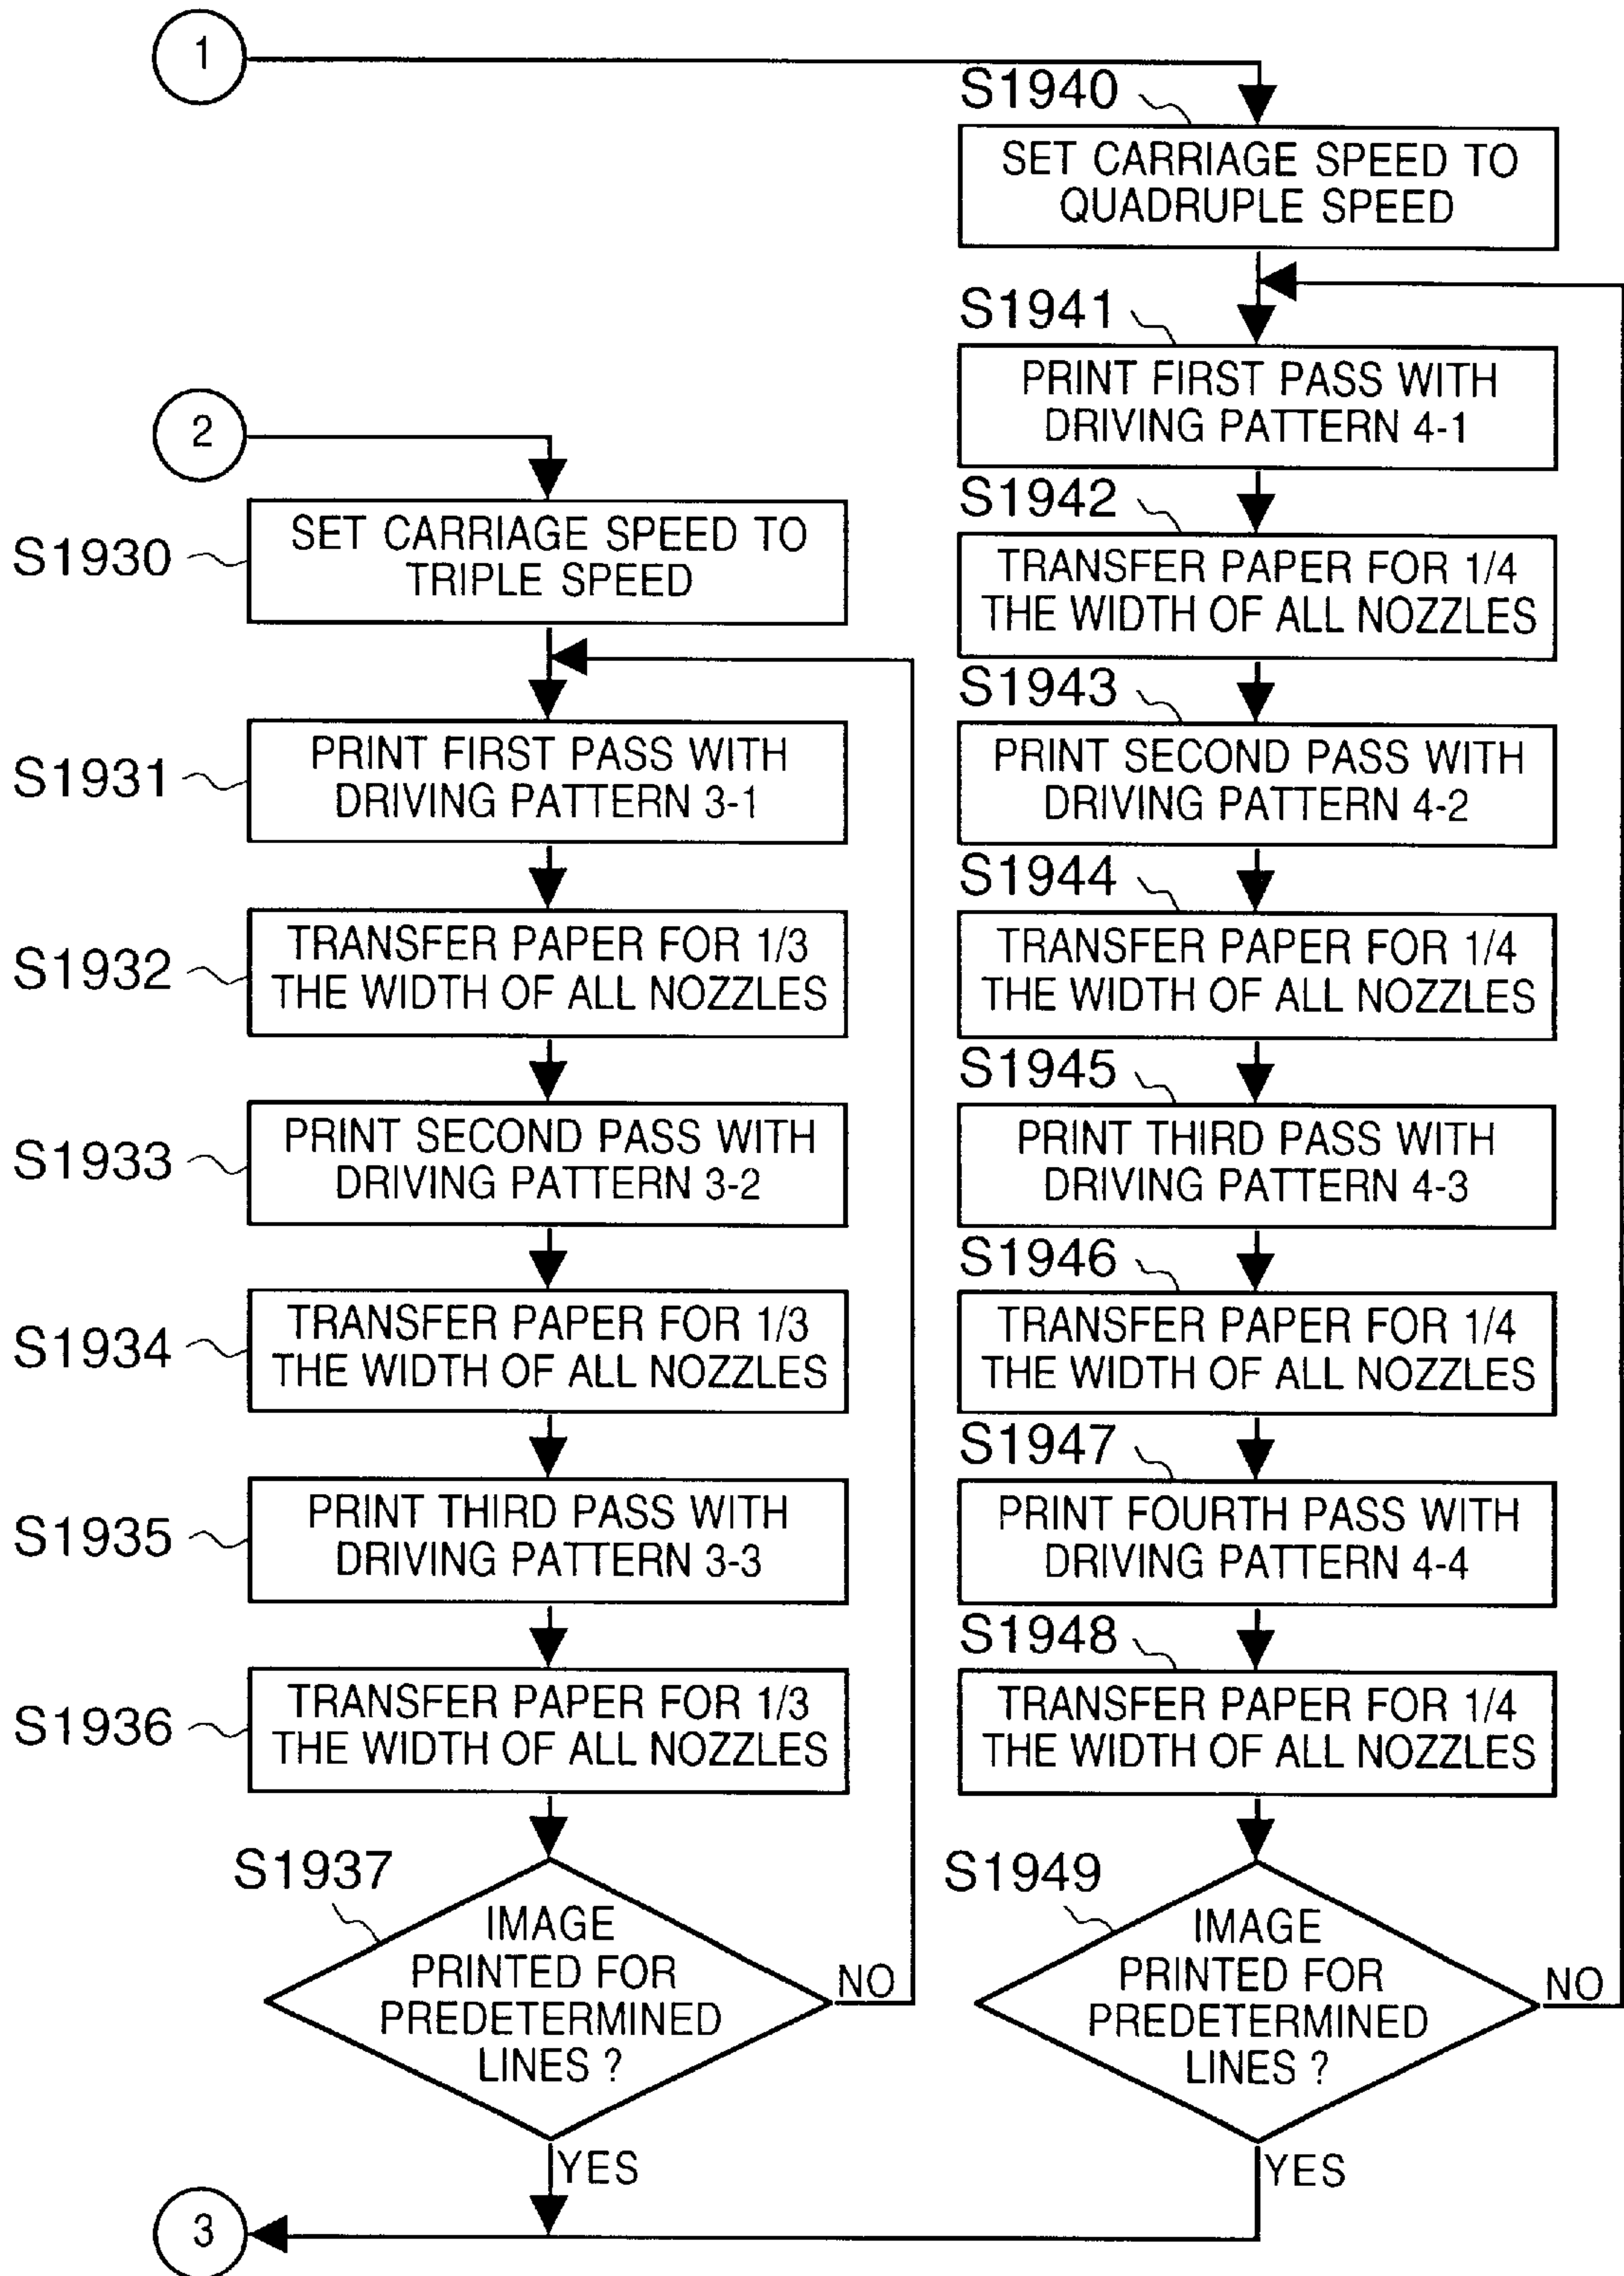 1
S1940
SET CARRIAGE SPEED TO
QUADRUPLE SPEED
S1941
PRINT FIRST PASS WITH
DRIVING PATTERN 4-1
S1942
TRANSFER PAPER FOR 1/4
THE WIDTH OF ALL NOZZLES
S1943
PRINT SECOND PASS WITH
DRIVING PATTERN 4-2
S1944
TRANSFER PAPER FOR 1/4
THE WIDTH OF ALL NOZZLES
S1945
PRINT THIRD PASS WITH
DRIVING PATTERN 4-3
S1946
TRANSFER PAPER FOR 1/4
THE WIDTH OF ALL NOZZLES
S1947
PRINT FOURTH PASS WITH
DRIVING PATTERN 4-4
S1948
TRANSFER PAPER FOR 1/4
THE WIDTH OF ALL NOZZLES
S1949
IMAGE
PRINTED FOR
PREDETERMINED
LINES ?
NO
YES
2
S1930
SET CARRIAGE SPEED TO
TRIPLE SPEED
S1931
PRINT FIRST PASS WITH
DRIVING PATTERN 3-1
S1932
TRANSFER PAPER FOR 1/3
THE WIDTH OF ALL NOZZLES
S1933
PRINT SECOND PASS WITH
DRIVING PATTERN 3-2
S1934
TRANSFER PAPER FOR 1/3
THE WIDTH OF ALL NOZZLES
S1935
PRINT THIRD PASS WITH
DRIVING PATTERN 3-3
S1936
TRANSFER PAPER FOR 1/3
THE WIDTH OF ALL NOZZLES
S1937
IMAGE
PRINTED FOR
PREDETERMINED
LINES ?
NO
YES
3